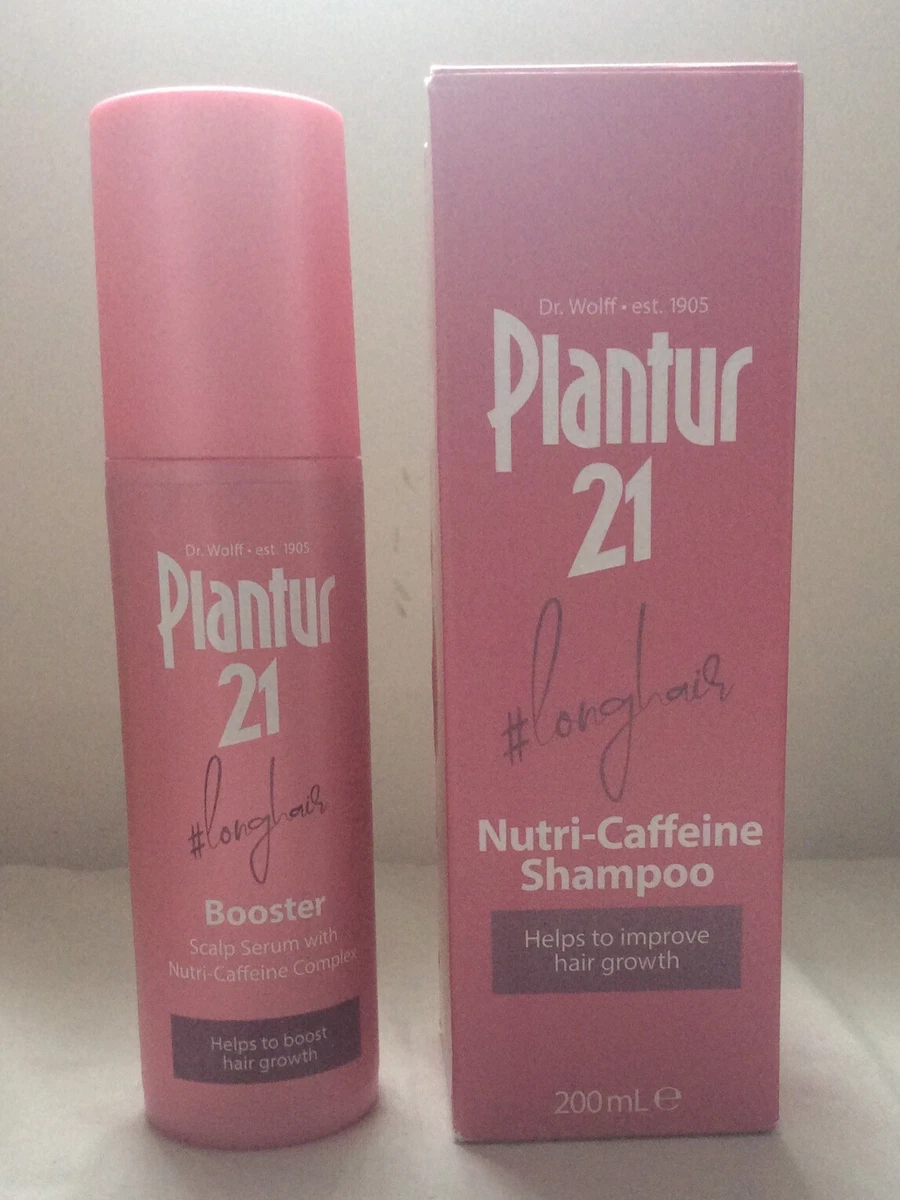 Dr. Wolff • est. 1905
Plantur
21
#longhair
Booster
Scalp Serum with
Nutri-Caffeine Complex
Helps to boost
hair growth
Dr. Wolff • est. 1905
Plantur
21
#longhair
Nutri-Caffeine
Shampoo
Helps to improve
hair growth
200 mL ℮